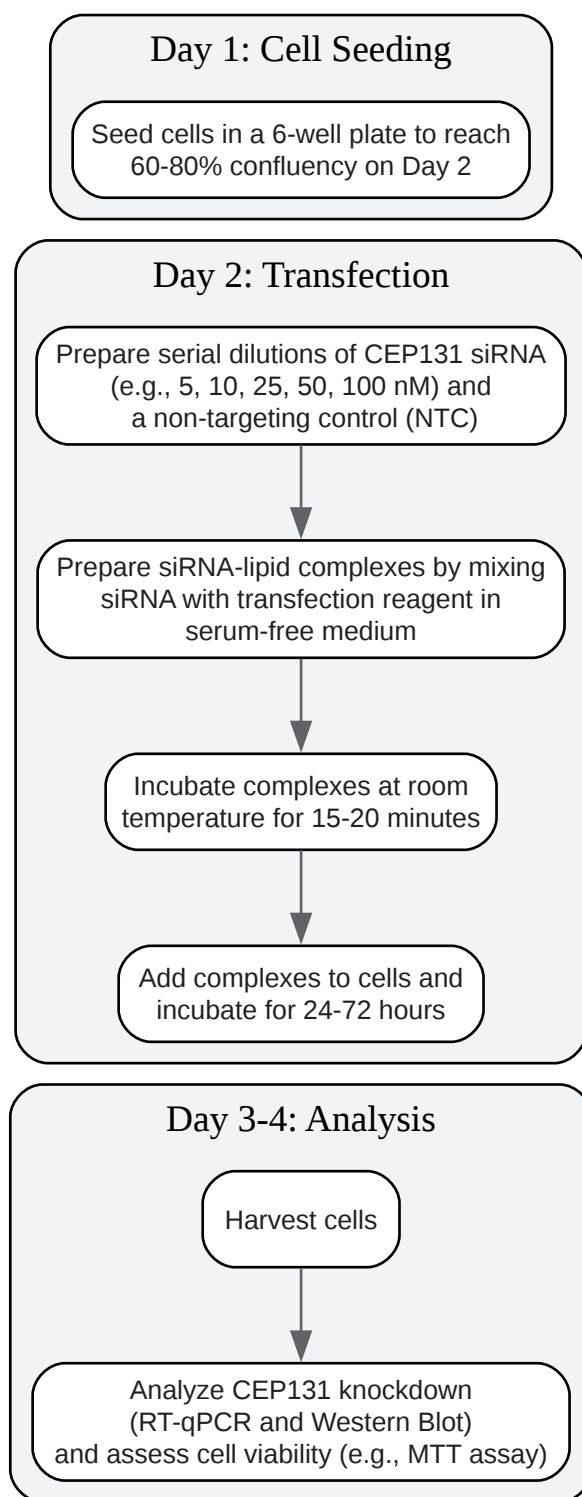 Day 1: Cell Seeding
Seed cells in a 6-well plate to reach
60-80% confluency on Day 2
Day 2: Transfection
Prepare serial dilutions of CEP131 siRNA
(e.g., 5, 10, 25, 50, 100 nM) and
a non-targeting control (NTC)
Prepare siRNA-lipid complexes by mixing
siRNA with transfection reagent in
serum-free medium
Incubate complexes at room
temperature for 15-20 minutes
Add complexes to cells and
incubate for 24-72 hours
Day 3-4: Analysis
Harvest cells
Analyze CEP131 knockdown
(RT-qPCR and Western Blot)
and assess cell viability (e.g., MTT assay)